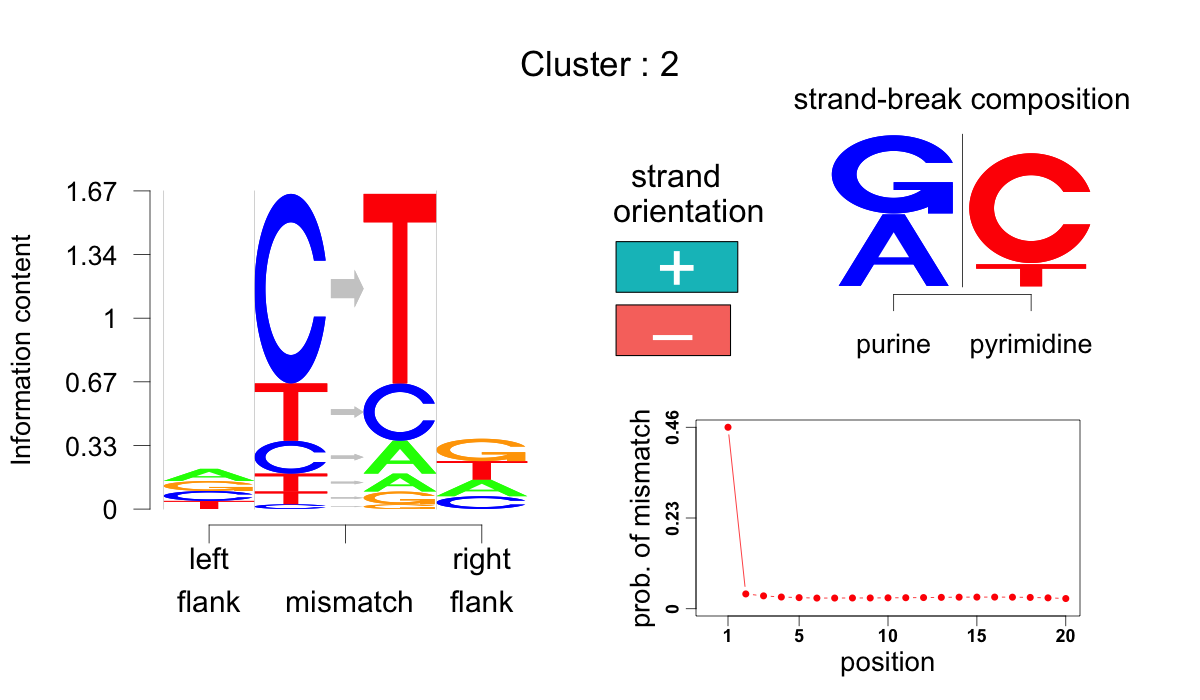 Cluster : 2
strand-break composition
G
C
A
T
purine
pyrimidine
strand
orientation
+
−
Information content
1.67
1.34
1
0.67
0.33
0
C
T
T
C
C
A
T
A
T
G
C
G
A
G
C
T
G
T
A
C
left
flank
mismatch
right
flank
prob. of mismatch
0.46
0.23
0
1
5
10
15
20
position